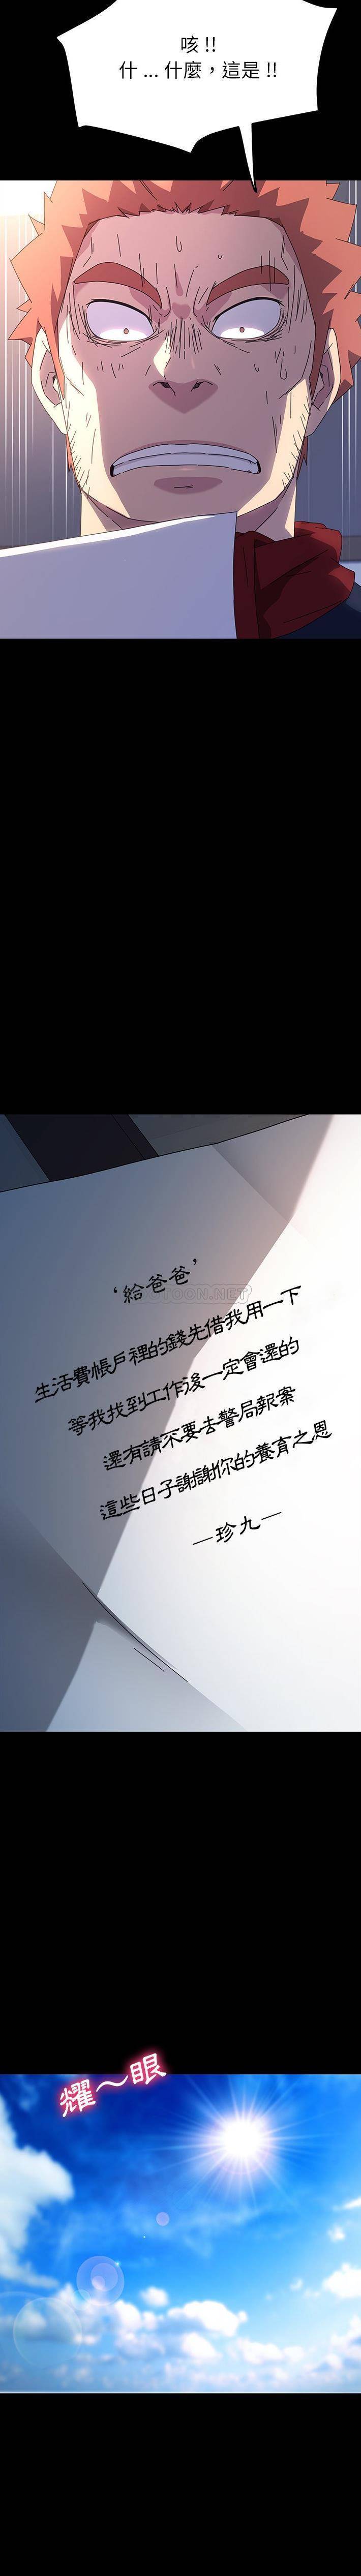 咳!!
什...什麼，這是!!
‘給爸爸’
生活費帳戶裡的錢先借我用一下
等我找到工作後一定會還的
還有請不要去警局報案
這些日子謝謝你的養育之恩
—珍九—
耀～眼